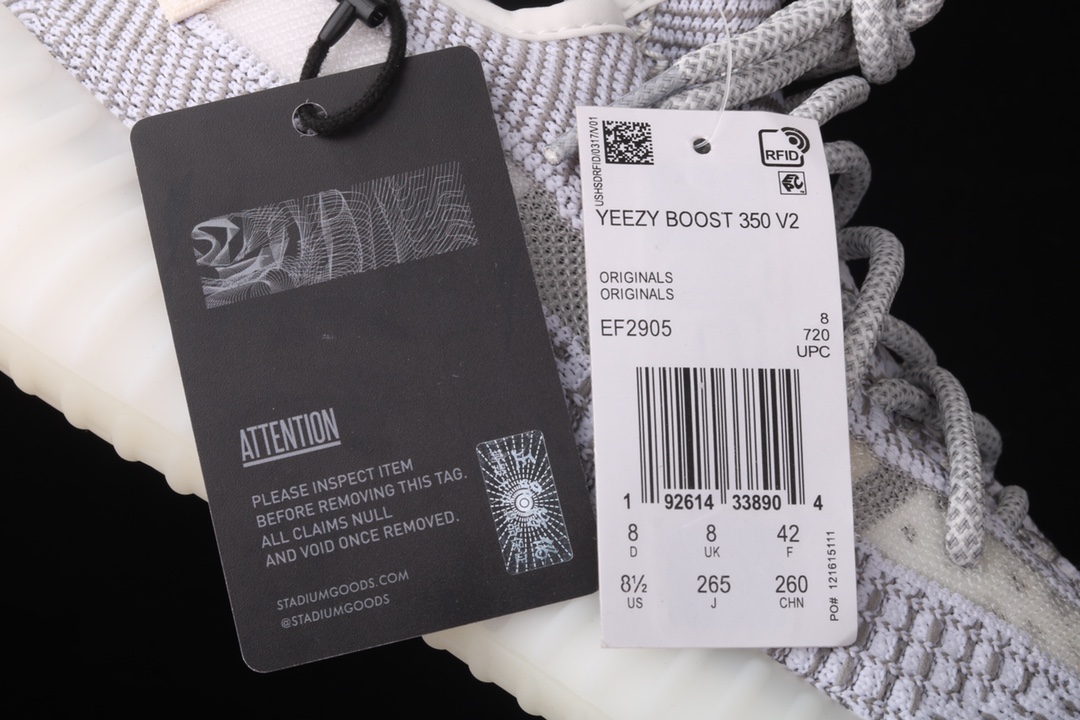 ATTENTION
PLEASE INSPECT ITEM
BEFORE REMOVING THIS TAG.
ALL CLAIMS NULL
AND VOID ONCE REMOVED.
STADIUMGOODS.COM
@STADIUMGOODS
USHSDRFID/0317/V01
RFID
YEEZY BOOST 350 V2
ORIGINALS
ORIGINALS
EF2905
8
720
UPC
1 92614 33890 4
8 8 42
D UK F
8½ 265 260
US J CHN
PO# 121615111